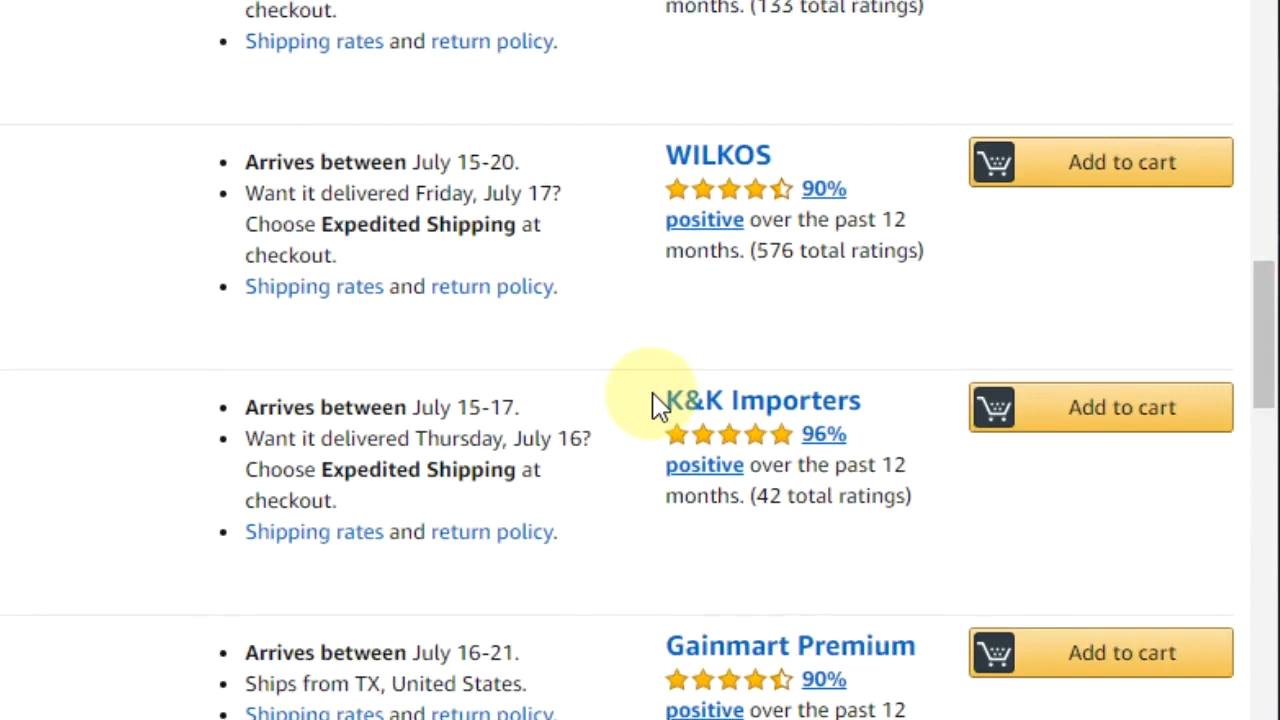 checkout.
months. (133 total ratings)
• Shipping rates and return policy.
• Arrives between July 15-20.
• Want it delivered Friday, July 17?
Choose Expedited Shipping at
checkout.
• Shipping rates and return policy.
WILKOS
90%
positive over the past 12
months. (576 total ratings)
Add to cart
• Arrives between July 15-17.
• Want it delivered Thursday, July 16?
Choose Expedited Shipping at
checkout.
• Shipping rates and return policy.
K&K Importers
96%
positive over the past 12
months. (42 total ratings)
Add to cart
• Arrives between July 16-21.
• Ships from TX, United States.
• Shipping rates and return policy.
Gainmart Premium
90%
positive over the past 12
Add to cart